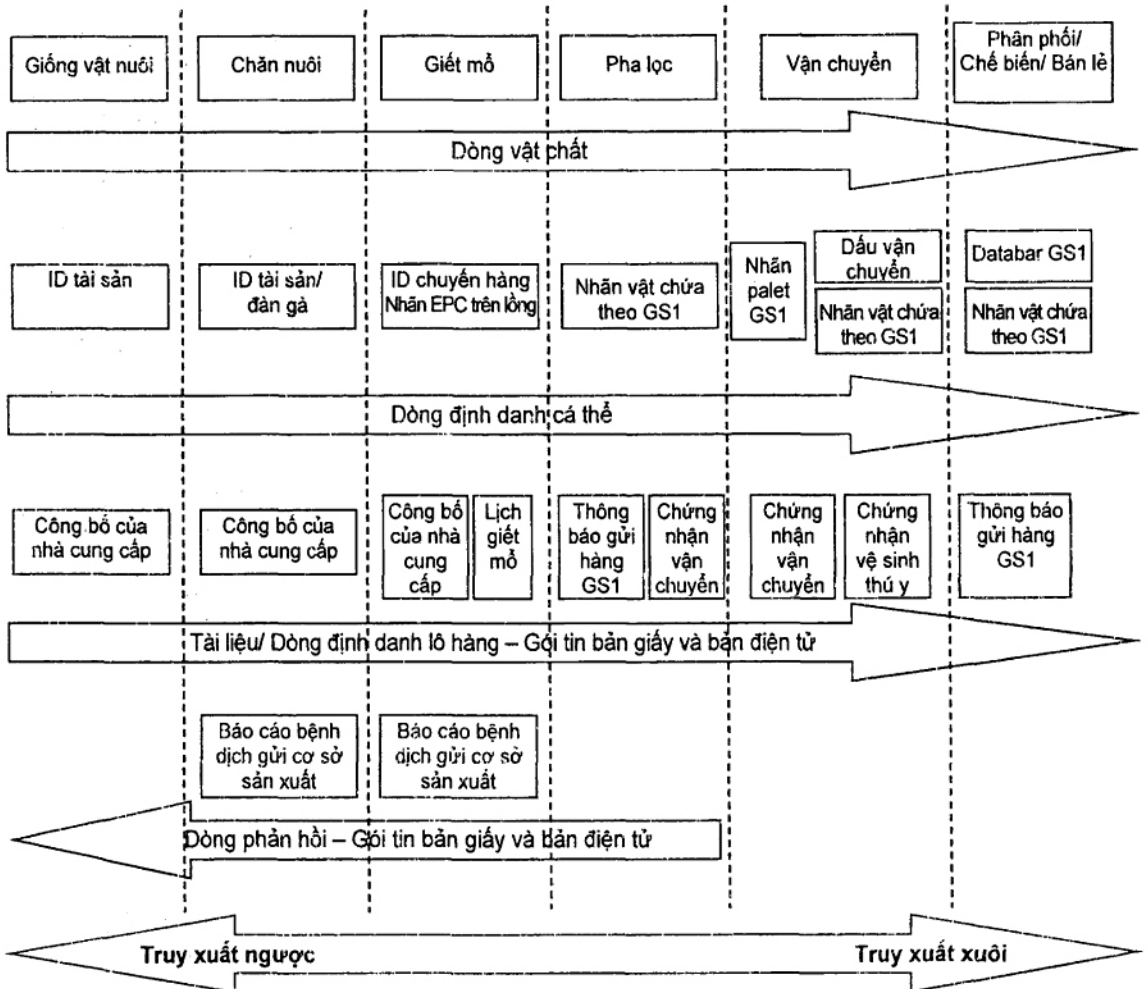 Giống vật nuôi
Chăn nuôi
Giết mổ
Pha lọc
Vận chuyển
Phân phối/
Chế biến/ Bán lẻ
Dòng vật chất
ID tài sản
ID tài sản/
đàn gà
ID chuyến hàng
Nhãn EPC trên lồng
Nhãn vật chứa
theo GS1
Nhãn
palet
GS1
Dấu vận
chuyển
Nhãn vật chứa
theo GS1
Databar GS1
Nhãn vật chứa
theo GS1
Dòng định danh cá thể
Công bố của
nhà cung cấp
Công bố của
nhà cung cấp
Công bố
của nhà
cung
cấp
Lịch
giết
mổ
Thông
báo gửi
hàng
GS1
Chứng
nhận
vận
chuyển
Chứng
nhận
vận
chuyển
Chứng
nhận
vệ sinh
thú y
Thông báo
gửi hàng
GS1
Tài liệu/ Dòng định danh lô hàng – Gói tin bản giấy và bản điện tử
Báo cáo bệnh
dịch gửi cơ sở
sản xuất
Báo cáo bệnh
dịch gửi cơ sở
sản xuất
Dòng phản hồi – Gói tin bản giấy và bản điện tử
Truy xuất ngược
Truy xuất xuôi